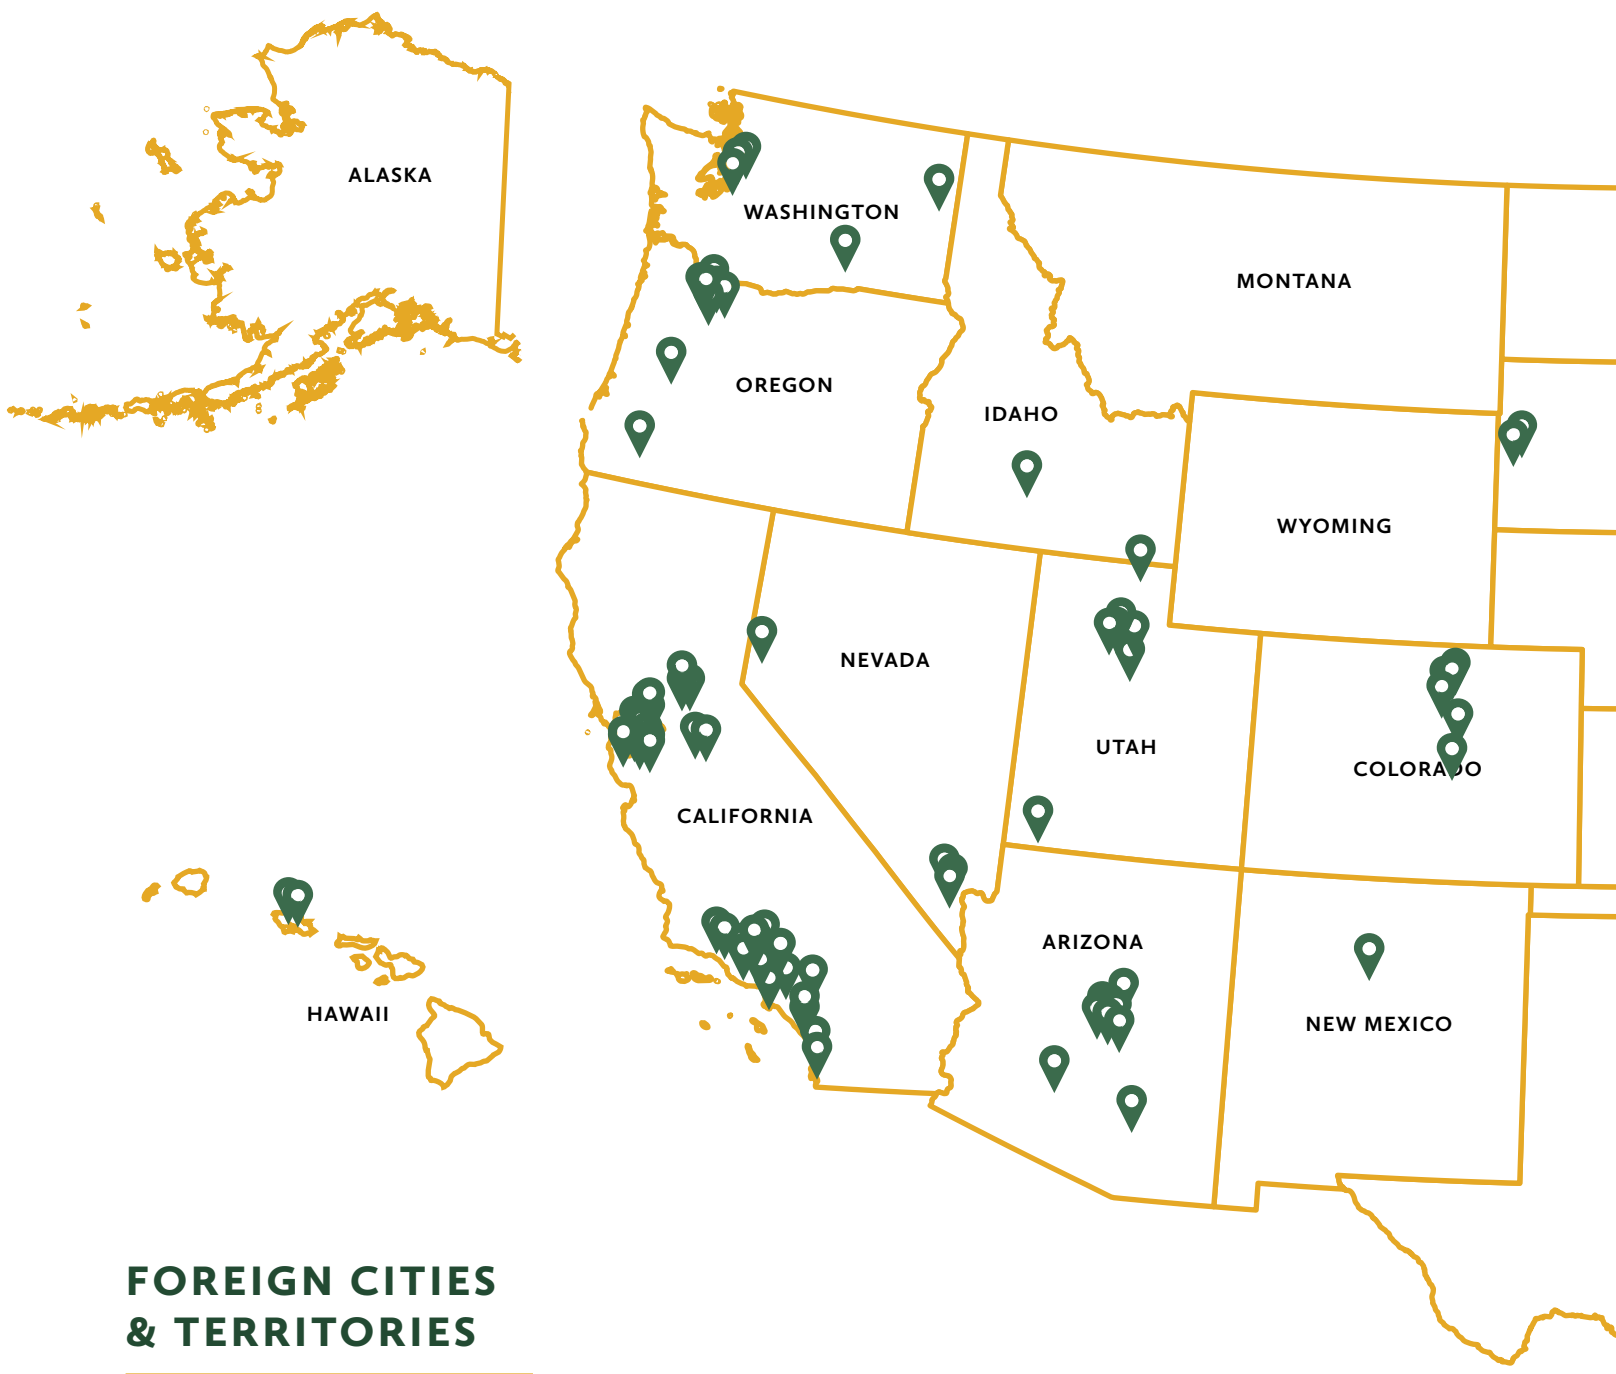 ALASKA
WASHINGTON
MONTANA
OREGON
IDAHO
WYOMING
NEVADA
UTAH
COLORADO
CALIFORNIA
ARIZONA
HAWAII
NEW MEXICO
FOREIGN CITIES
& TERRITORIES